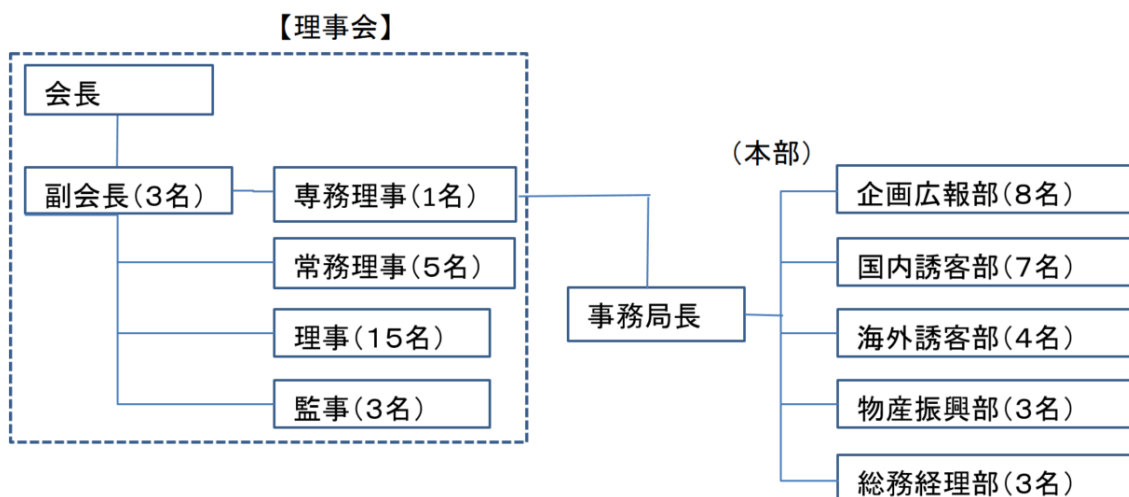 【理事会】
会長
副会長(3名)
専務理事(1名)
常務理事(5名)
理事(15名)
監事(3名)
事務局長
(本部)
企画広報部(8名)
国内誘客部(7名)
海外誘客部(4名)
物産振興部(3名)
総務経理部(3名)